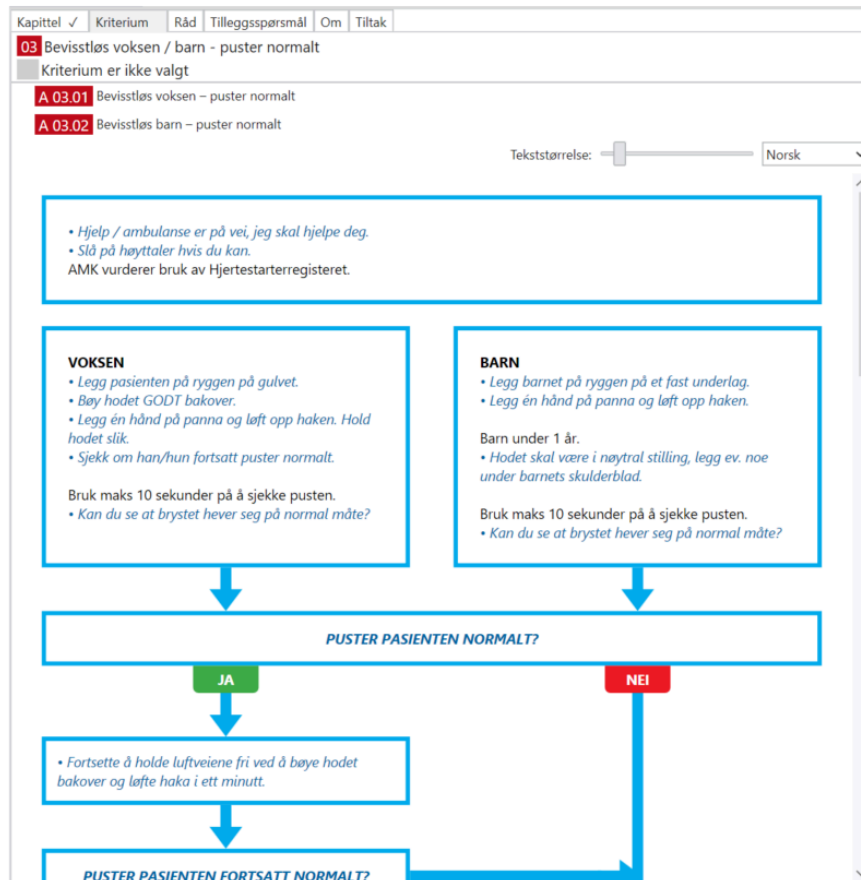 Kapittel ✓ Kriterium Råd Tilleggsspørsmål Om Tiltak
03 Bevisstløs voksen / barn - puster normalt
Kriterium er ikke valgt
A 03.01 Bevisstløs voksen – puster normalt
A 03.02 Bevisstløs barn – puster normalt
Tekststørrelse: Norsk
• Hjelp / ambulanse er på vei, jeg skal hjelpe deg.
• Slå på høyttaler hvis du kan.
AMK vurderer bruk av Hjertestarterregisteret.
VOKSEN
• Legg pasienten på ryggen på gulvet.
• Bøy hodet GODT bakover.
• Legg én hånd på panna og løft opp haken. Hold
hodet slik.
• Sjekk om han/hun fortsatt puster normalt.
Bruk maks 10 sekunder på å sjekke pusten.
• Kan du se at brystet hever seg på normal måte?
BARN
• Legg barnet på ryggen på et fast underlag.
• Legg én hånd på panna og løft opp haken.
Barn under 1 år.
• Hodet skal være i nøytral stilling, legg ev. noe
under barnets skulderblad.
Bruk maks 10 sekunder på å sjekke pusten.
• Kan du se at brystet hever seg på normal måte?
PUSTER PASIENTEN NORMALT?
JA
NEI
• Fortsette å holde luftveiene fri ved å bøye hodet
bakover og løfte haka i ett minutt.
PUSTER PASIENTEN FORTSATT NORMALT?